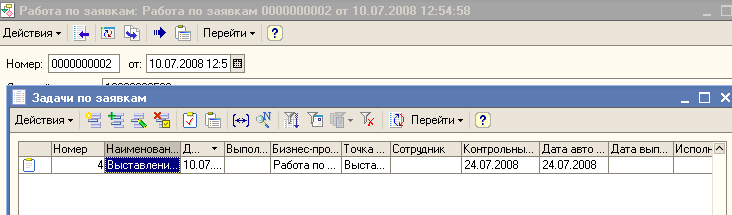 Работа по заявкам: Работа по заявкам 0000000002 от 10.07.2008 12:54:58
Действия Перейти ?
Номер: 0000000002 от: 10.07.2008 12:5
Задачи по заявкам
Действия Перейти ?
Номер Наименован... Д... Выпол... Бизнес-про... Точка ... Сотрудник Контрольны... Дата авто ... Дата вып... Исполн
4 Выставлени... 10.07.... Работа по ... Выста... 24.07.2008 24.07.2008